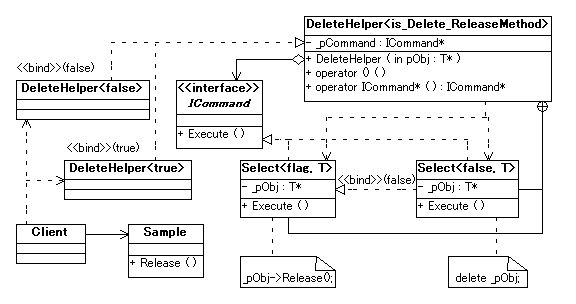 DeleteHelper<is_Delete_ReleaseMethod>
- _pCommand : ICommand*
+ DeleteHelper ( in pObj : T* )
+ operator () ()
+ operator ICommand* () : ICommand*
<<bind>>(false)
DeleteHelper<false>
<<interface>>
ICommand
+ Execute ( )
<<bind>>(true)
DeleteHelper<true>
Select<flag, T>
- _pObj : T*
+ Execute ( )
<<bind>>(false)
Select<false, T>
- _pObj : T*
+ Execute ( )
Client
Sample
+ Release ( )
_pObj->Release();
delete _pObj;